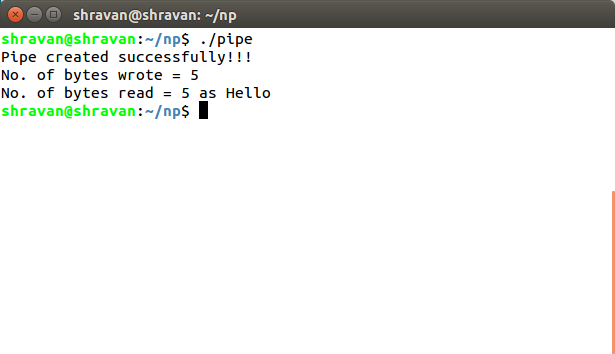 shravan@shravan: ~/np
shravan@shravan:~/np$ ./pipe
Pipe created successfully!!!
No. of bytes wrote = 5
No. of bytes read = 5 as Hello
shravan@shravan:~/np$